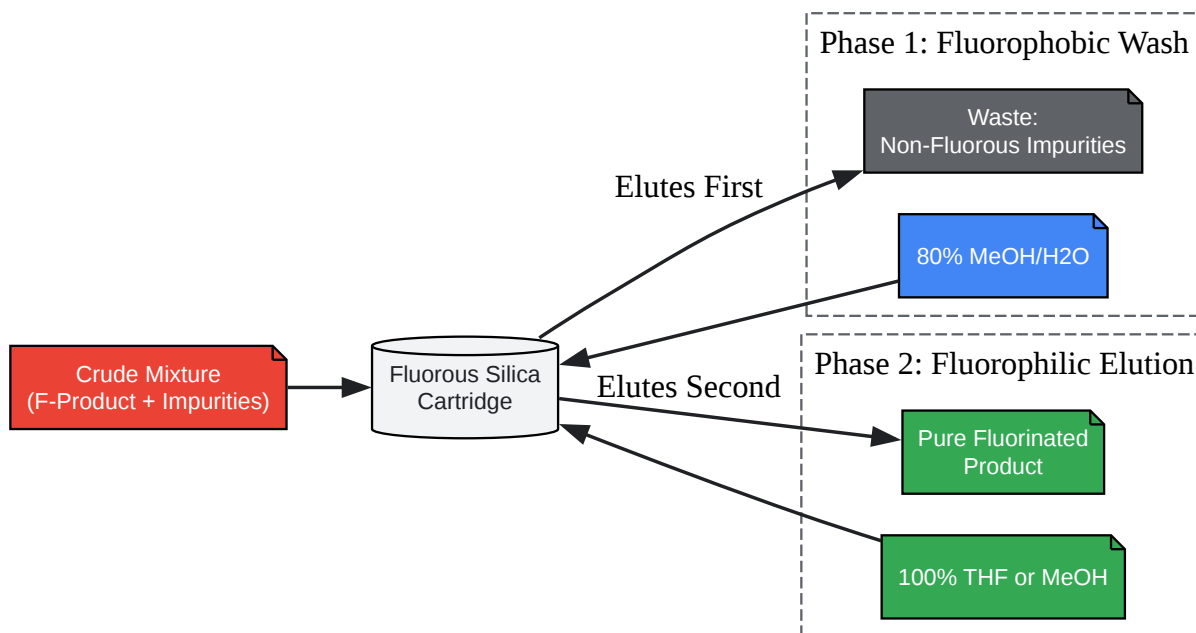 Phase 1: Fluorophobic Wash
Waste:
Non-Fluorous Impurities
Elutes First
80% MeOH/H2O
Crude Mixture
(F-Product + Impurities)
Fluorous Silica
Cartridge
Phase 2: Fluorophilic Elution
Elutes Second
Pure Fluorinated
Product
100% THF or MeOH